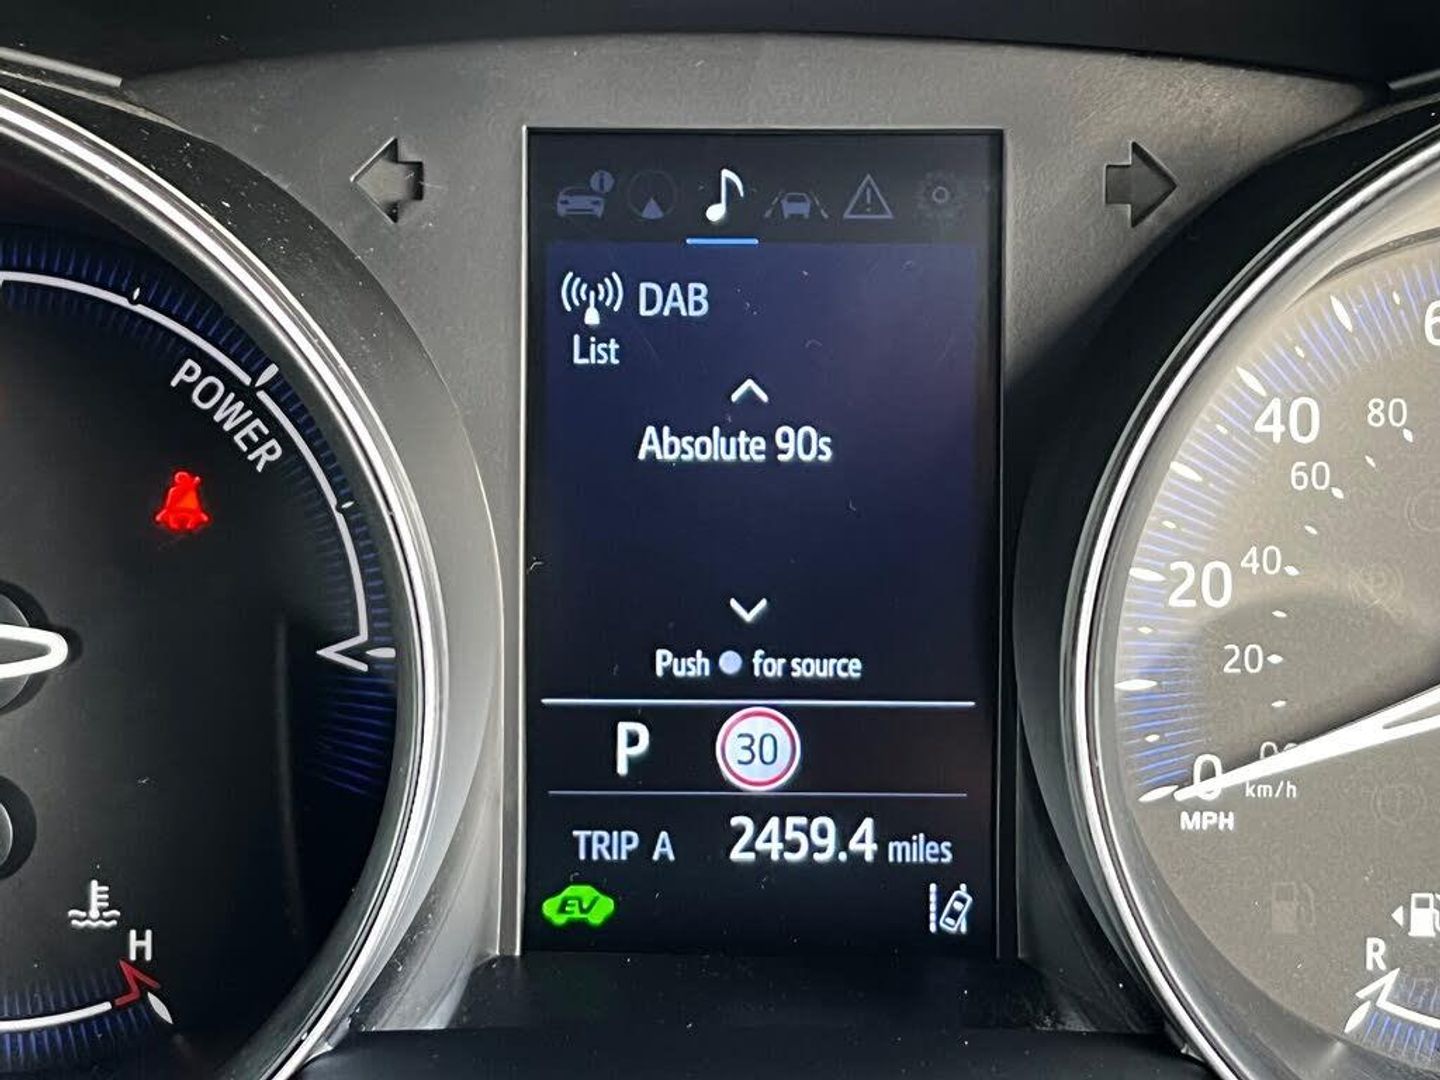 POWER
H
DAB
List
Absolute 90s
Push for source
P
30
TRIP A 2459.4 miles
EV
40
80
60
20
40
20
0
km/h
MPH
R